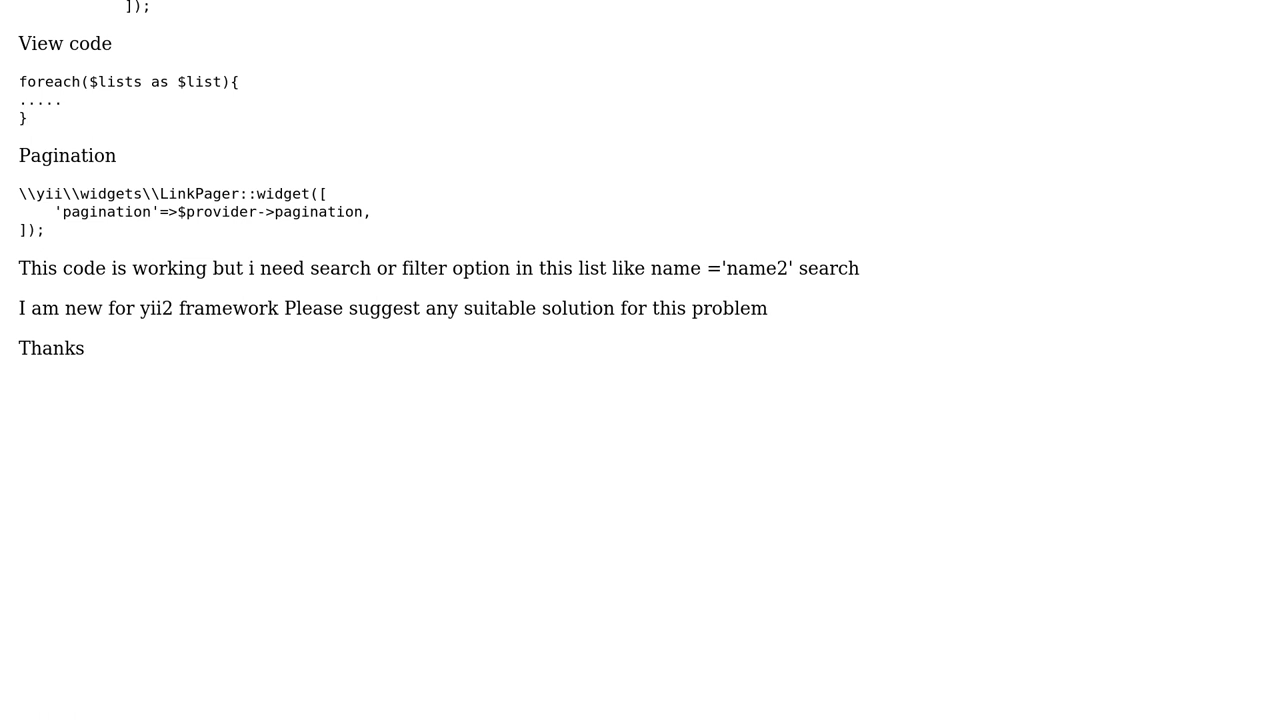 ]);
View code
foreach($lists as $list){
.....
}
Pagination
\\yii\\widgets\\LinkPager::widget([
    'pagination'=>$provider->pagination,
]);
This code is working but i need search or filter option in this list like name ='name2' search
I am new for yii2 framework Please suggest any suitable solution for this problem
Thanks